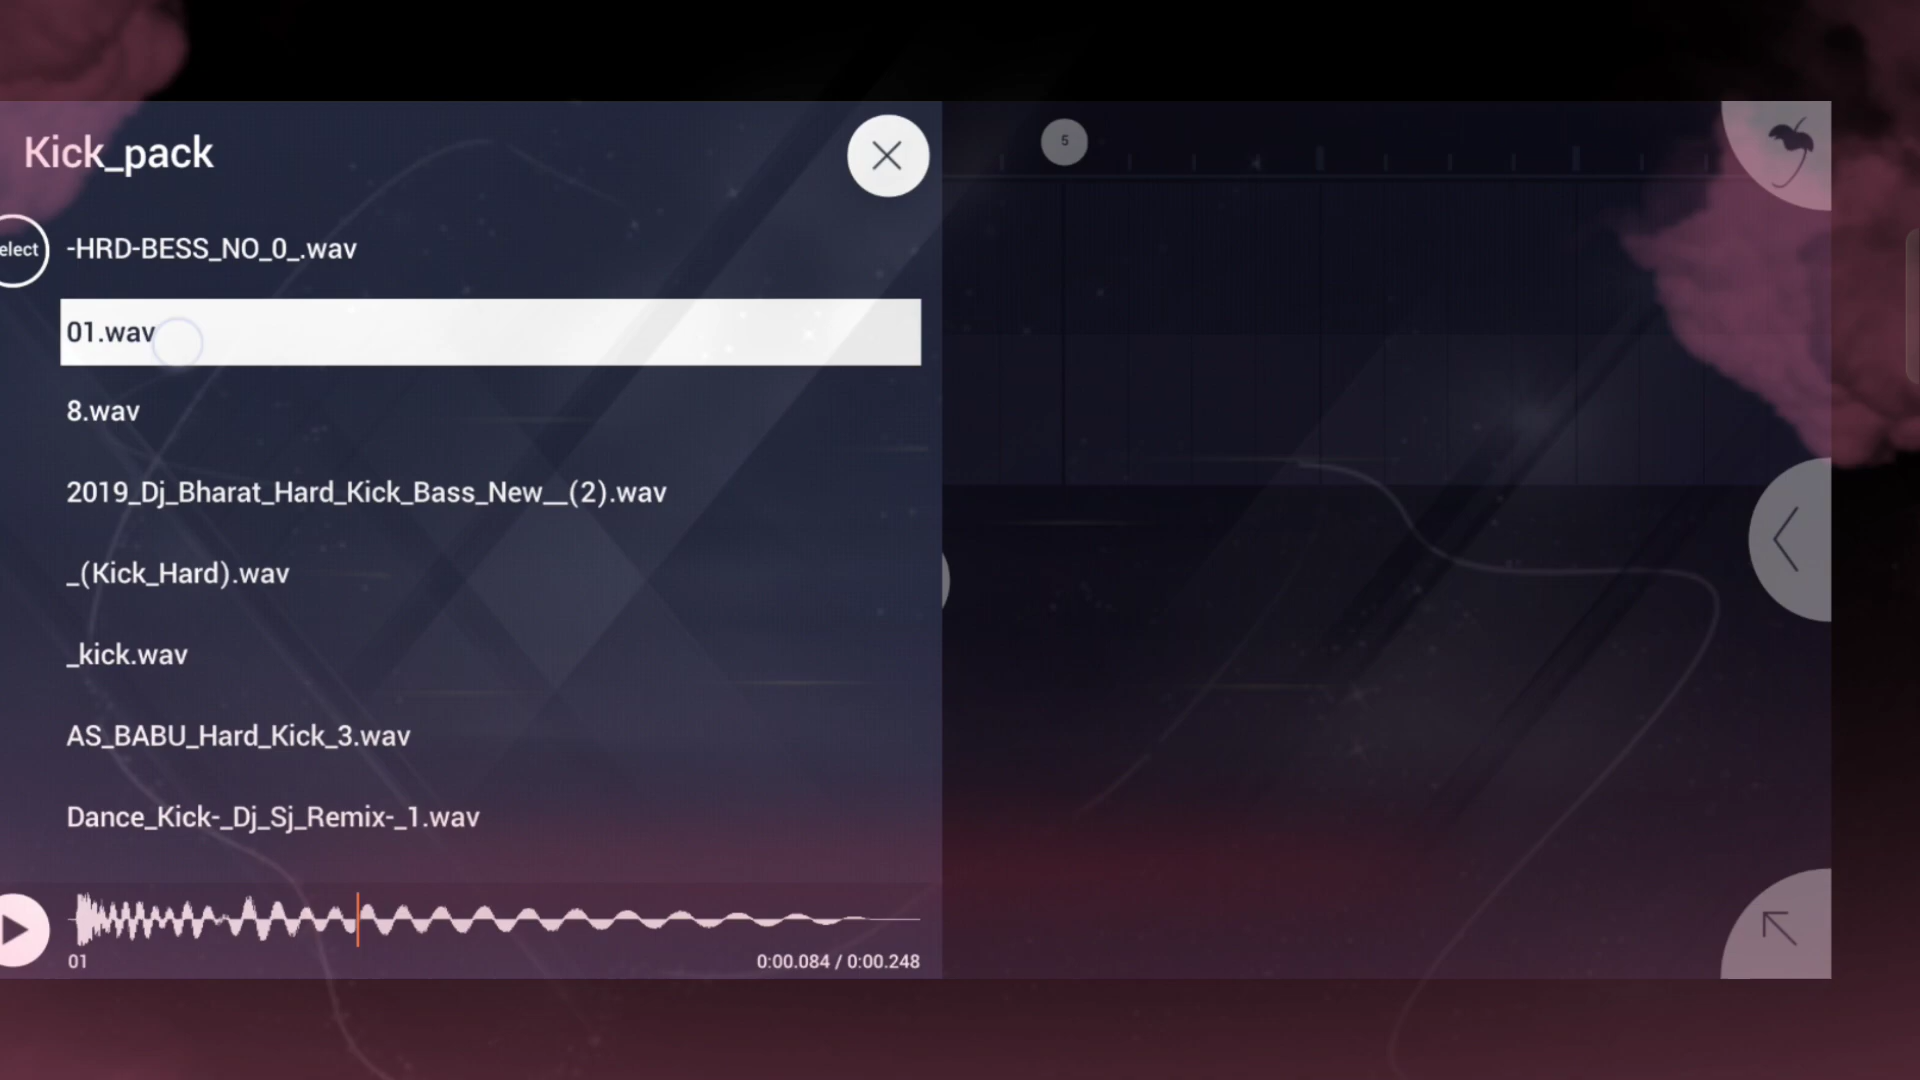 Kick_pack
5
elect
-HRD-BESS_NO_0_.wav
01.wav
8.wav
2019_Dj_Bharat_Hard_Kick_Bass_New__(2).wav
_(Kick_Hard).wav
_kick.wav
AS_BABU_Hard_Kick_3.wav
Dance_Kick-_Dj_Sj_Remix-_1.wav
01
0:00.084 / 0:00.248